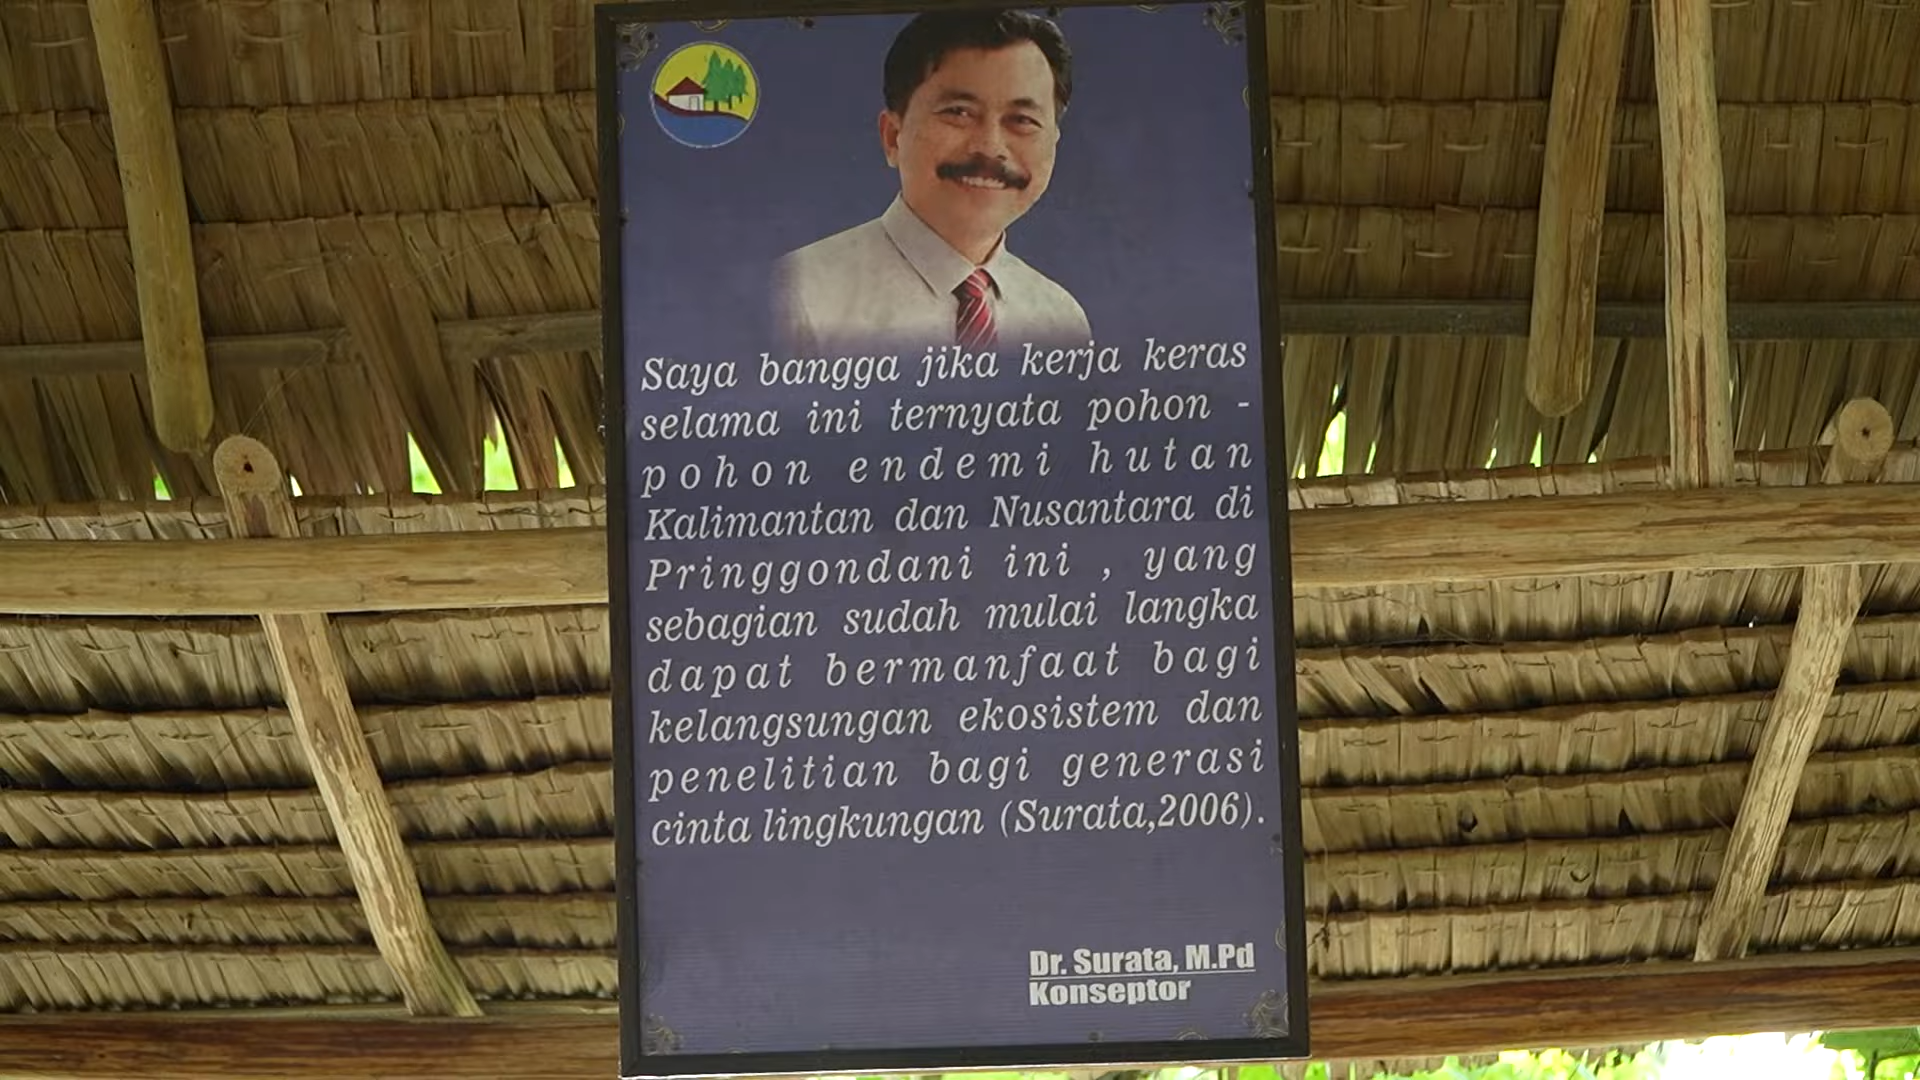 Saya bangga jika kerja keras
selama ini ternyata pohon -
pohon endemi hutan
Kalimantan dan Nusantara di
Pringgondani ini , yang
sebagian sudah mulai langka
dapat bermanfaat bagi
kelangsungan ekosistem dan
penelitian bagi generasi
cinta lingkungan (Surata,2006).
Dr. Surata, M.Pd
Konseptor